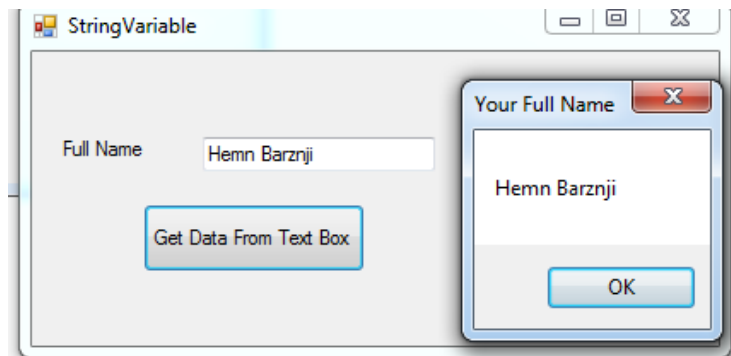 StringVariable
Full Name
Hemn Barznji
Get Data From Text Box
Your Full Name
Hemn Barznji
OK